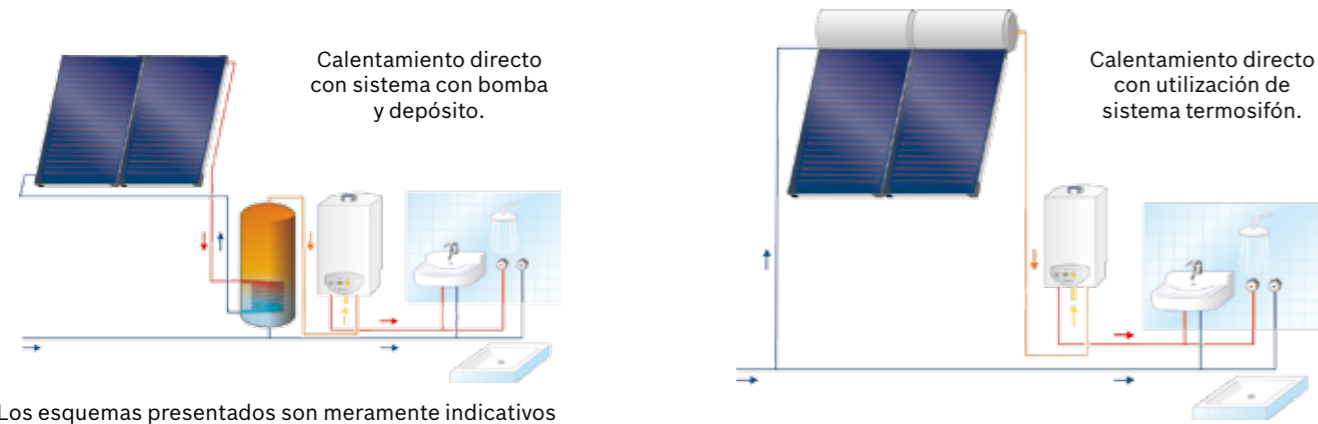 Calentamiento directo
con sistema con bomba
y depósito.
Calentamiento directo
con utilización de
sistema termosifón.
Los esquemas presentados son meramente indicativos